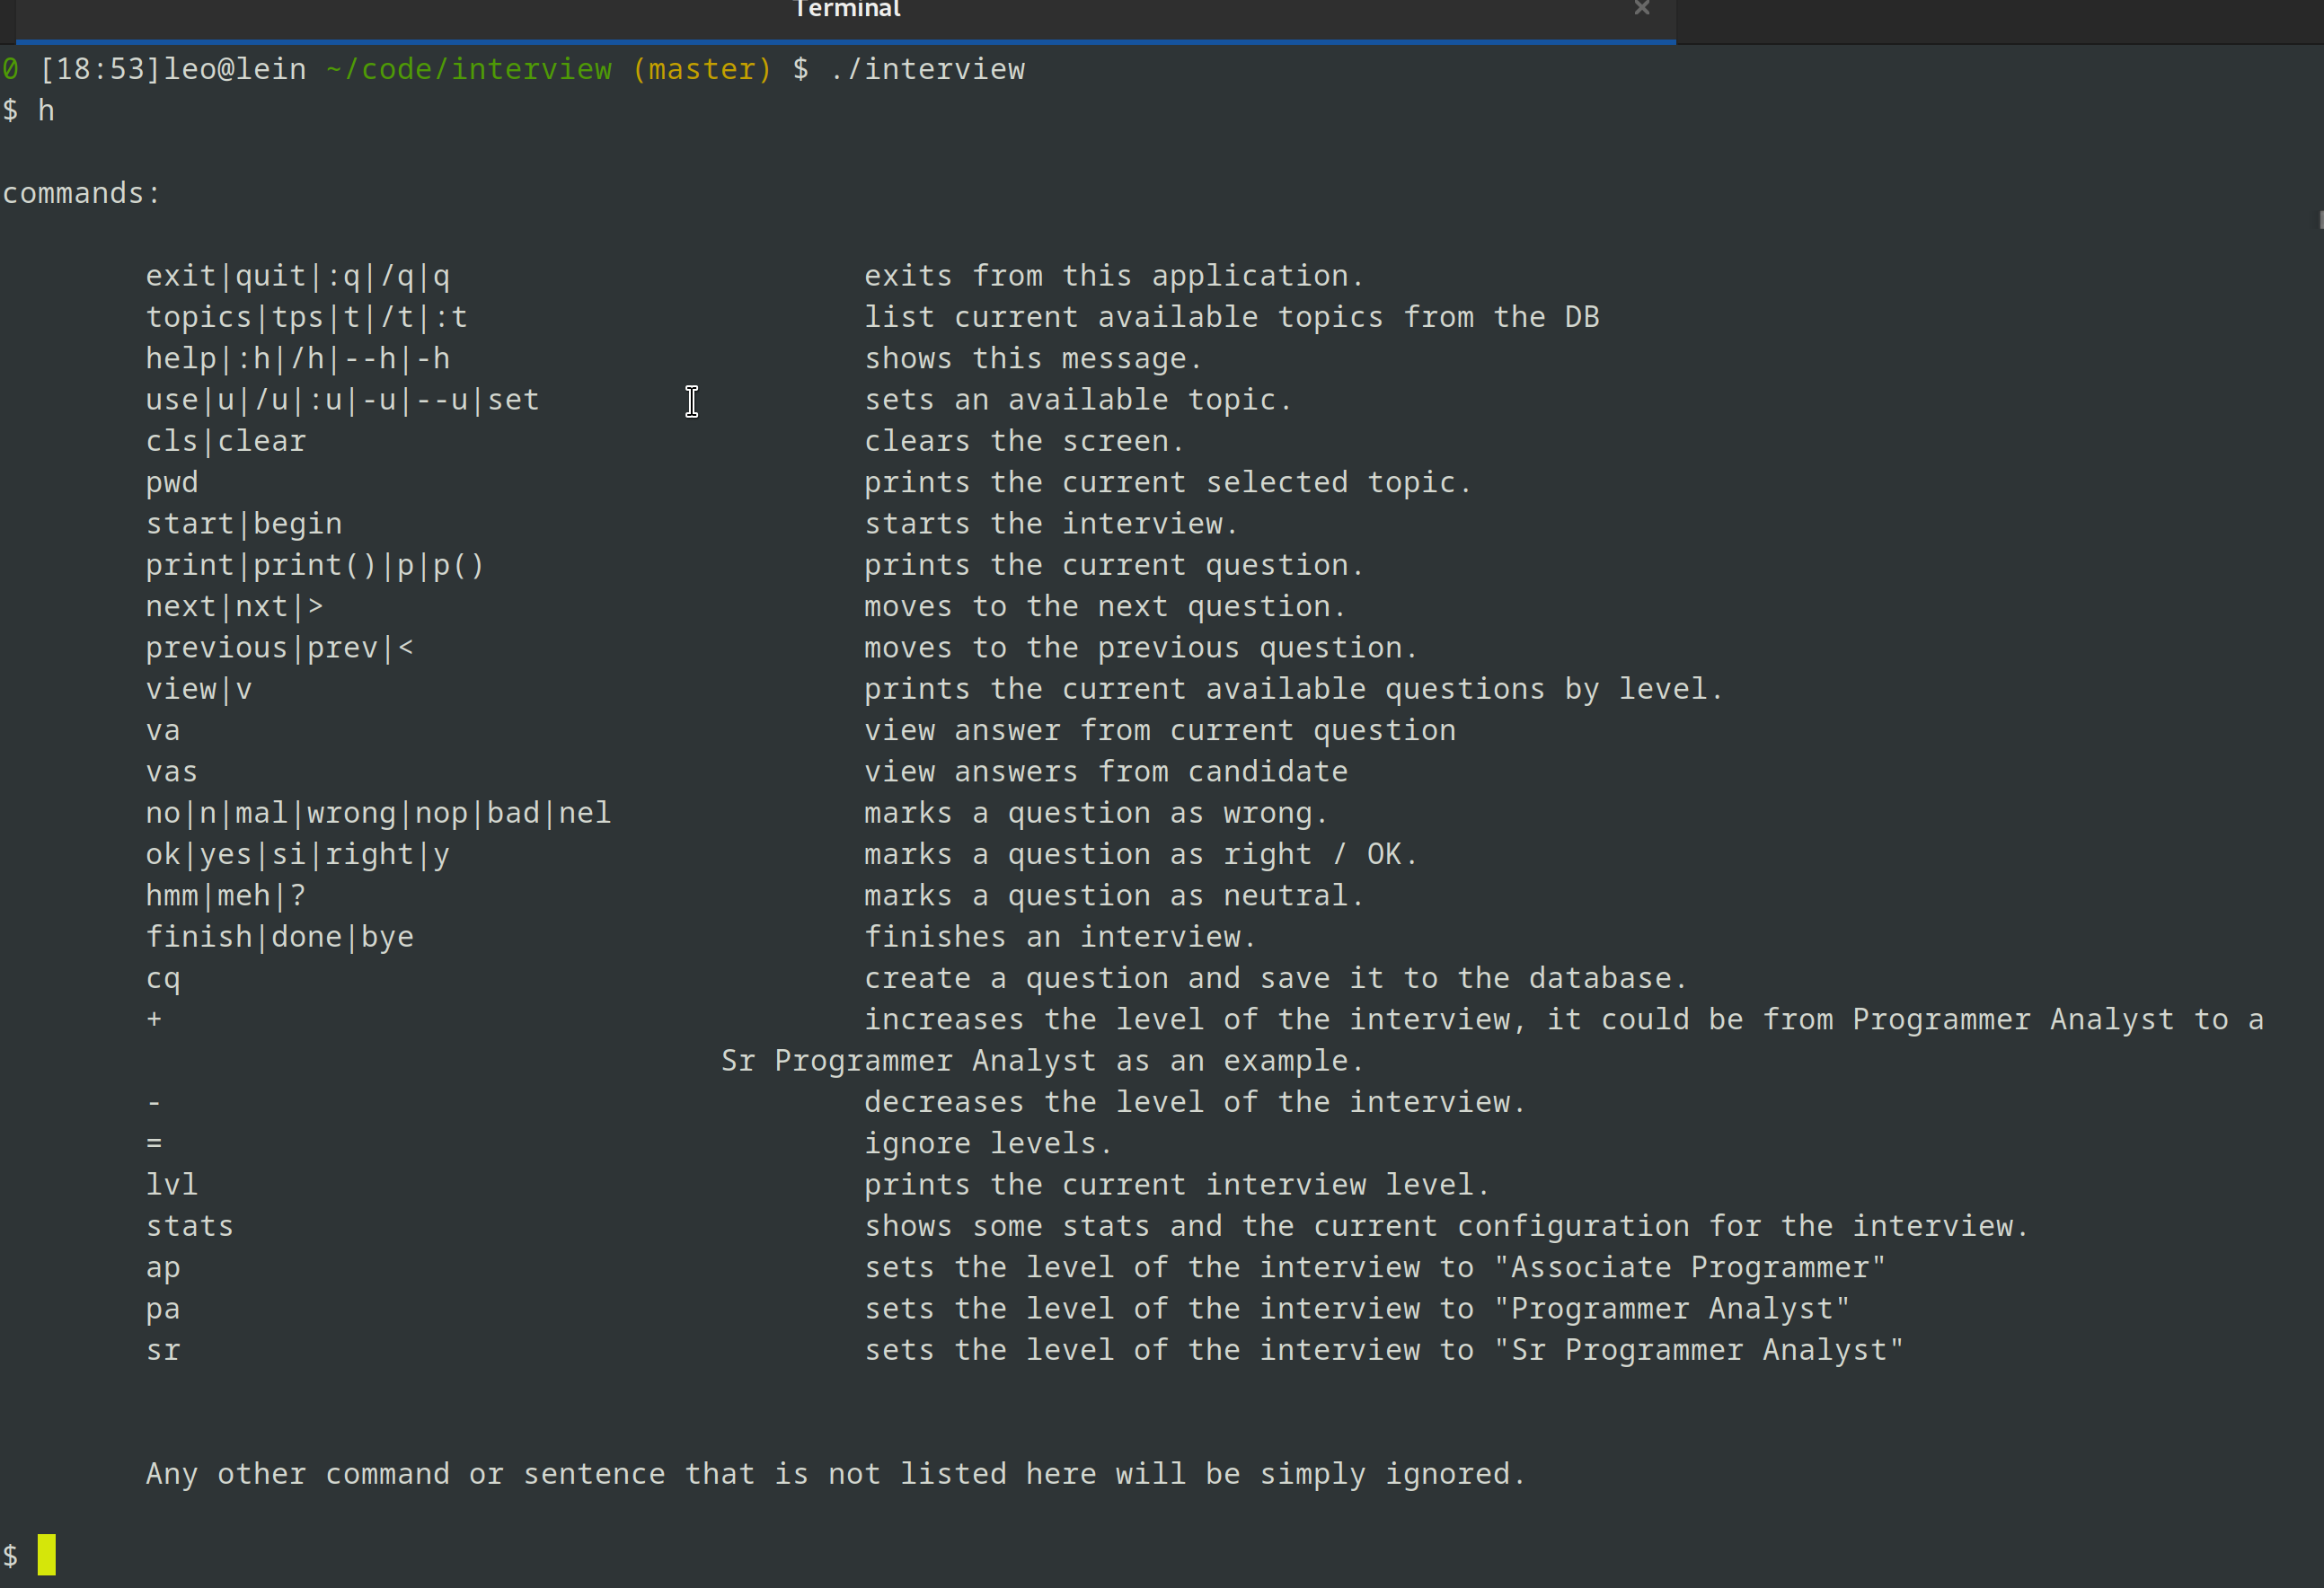 Terminal ×
0 [18:53]leo@lein ~/code/interview (master) $ ./interview
$ h
commands:
exit|quit|:q|/q|q exits from this application.
topics|tps|t|/t|:t list current available topics from the DB
help|:h|/h|--h|-h shows this message.
use|u|/u|:u|-u|--u|set sets an available topic.
cls|clear clears the screen.
pwd prints the current selected topic.
start|begin starts the interview.
print|print()|p|p() prints the current question.
next|nxt|> moves to the next question.
previous|prev|< moves to the previous question.
view|v prints the current available questions by level.
va view answer from current question
vas view answers from candidate
no|n|mal|wrong|nop|bad|nel marks a question as wrong.
ok|yes|si|right|y marks a question as right / OK.
hmm|meh|? marks a question as neutral.
finish|done|bye finishes an interview.
cq create a question and save it to the database.
+ increases the level of the interview, it could be from Programmer Analyst to a
Sr Programmer Analyst as an example.
- decreases the level of the interview.
= ignore levels.
lvl prints the current interview level.
stats shows some stats and the current configuration for the interview.
ap sets the level of the interview to "Associate Programmer"
pa sets the level of the interview to "Programmer Analyst"
sr sets the level of the interview to "Sr Programmer Analyst"
Any other command or sentence that is not listed here will be simply ignored.
$